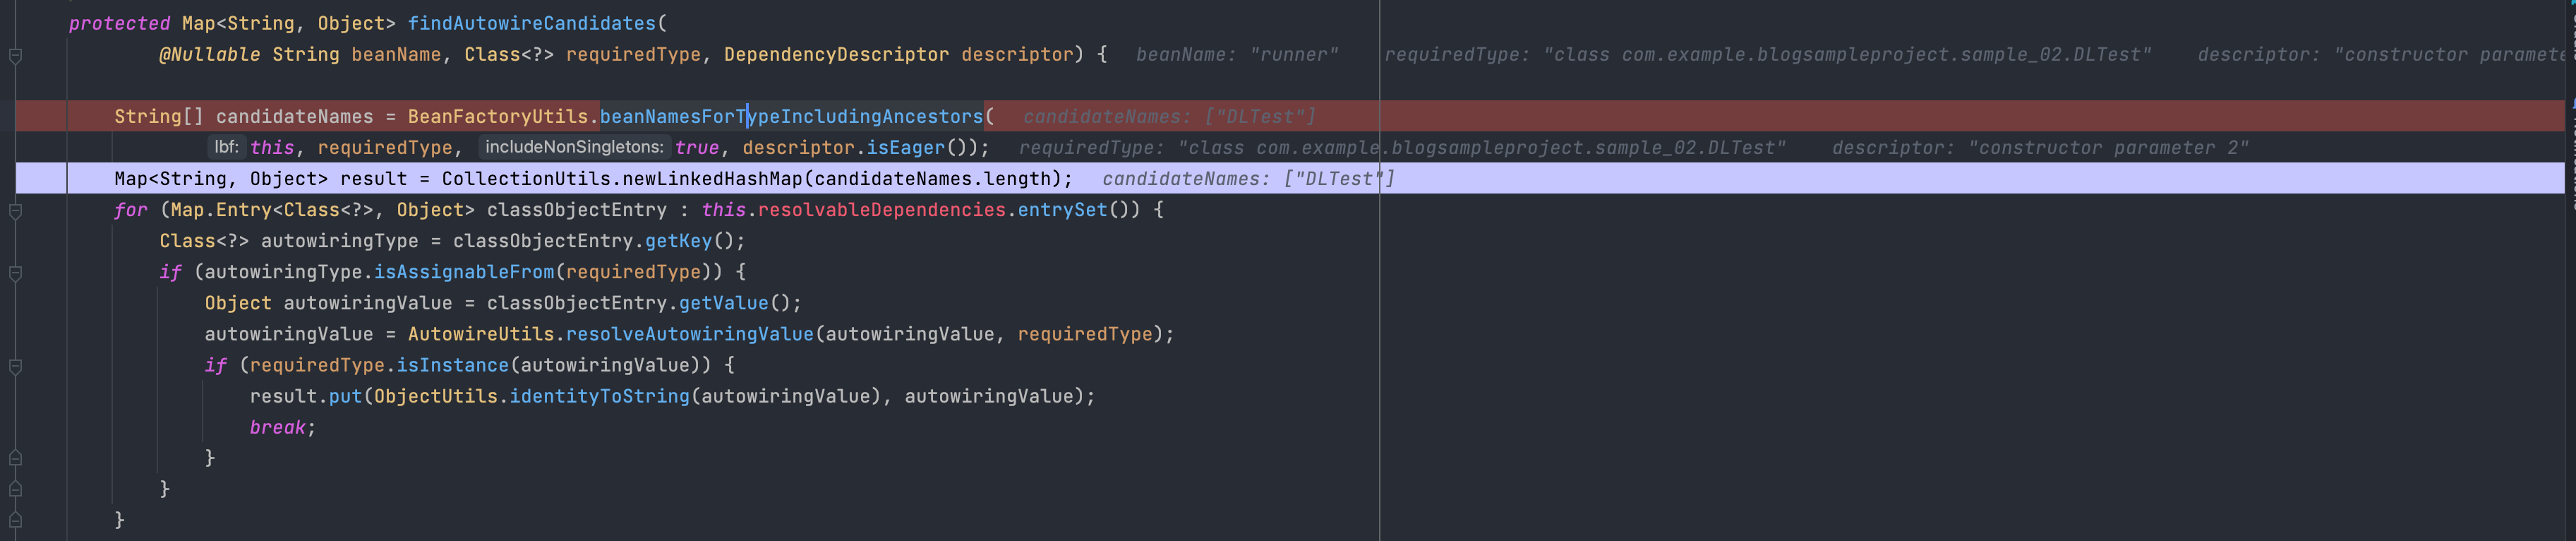 protected Map<String, Object> findAutowireCandidates(
@Nullable String beanName, Class<?> requiredType, DependencyDescriptor descriptor) { beanName: "runner" requiredType: "class com.example.blogsampleproject.sample_02.DLTest" descriptor: "constructor paramete
String[] candidateNames = BeanFactoryUtils.beanNamesForTypeIncludingAncestors( candidateNames: ["DLTest"]
lbf: this, requiredType, includeNonSingletons: true, descriptor.isEager()); requiredType: "class com.example.blogsampleproject.sample_02.DLTest" descriptor: "constructor parameter 2"
Map<String, Object> result = CollectionUtils.newLinkedHashMap(candidateNames.length); candidateNames: ["DLTest"]
for (Map.Entry<Class<?>, Object> classObjectEntry : this.resolvableDependencies.entrySet()) {
Class<?> autowiringType = classObjectEntry.getKey();
if (autowiringType.isAssignableFrom(requiredType)) {
Object autowiringValue = classObjectEntry.getValue();
autowiringValue = AutowireUtils.resolveAutowiringValue(autowiringValue, requiredType);
if (requiredType.isInstance(autowiringValue)) {
result.put(ObjectUtils.identityToString(autowiringValue), autowiringValue);
break;
}
}
}